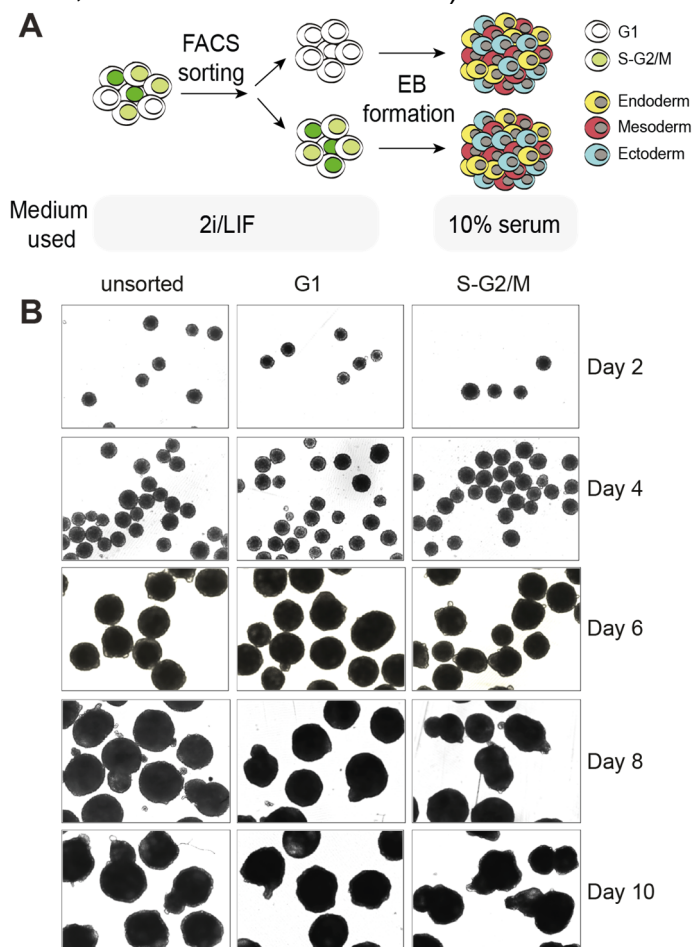 A
FACS
sorting
EB
formation
G1
S-G2/M
Endoderm
Mesoderm
Ectoderm
Medium
used
2i/LIF
10% serum
unsorted
G1
S-G2/M
B
Day 2
Day 4
Day 6
Day 8
Day 10